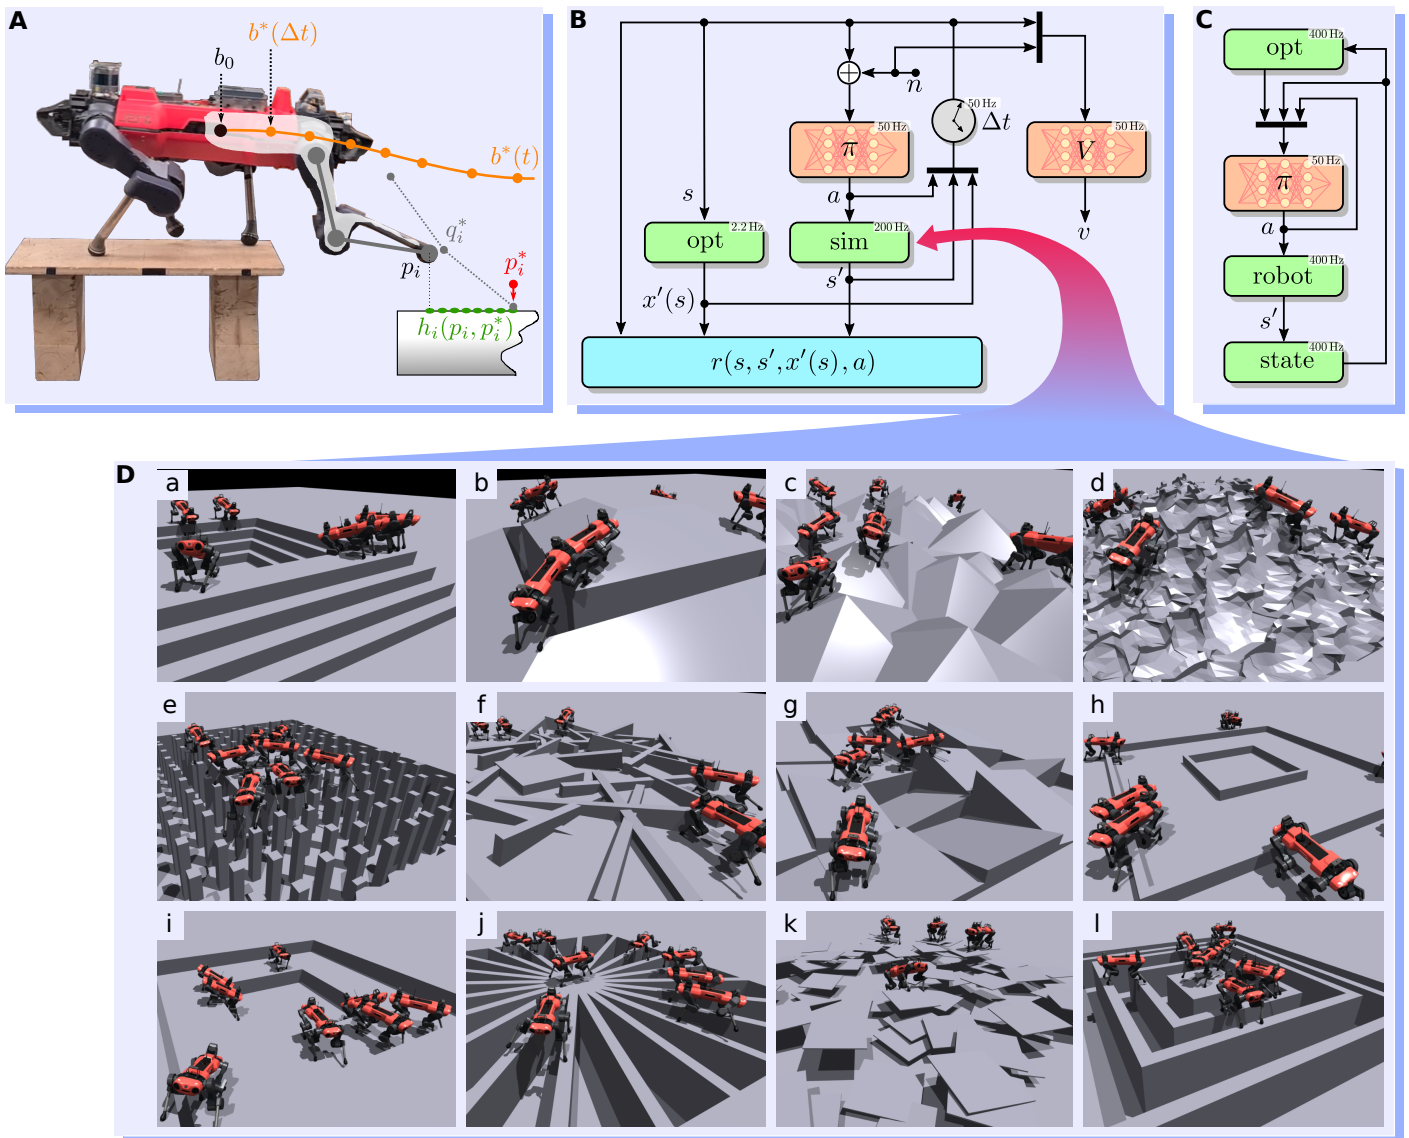 A
b*(Δt)
b₀
b*(t)
q*ᵢ
pᵢ
p*ᵢ
hᵢ(pᵢ, p*ᵢ)
B
n
50 Hz
Δt
50 Hz
π
50 Hz
V
s
a
v
opt
2.2 Hz
sim
200 Hz
s′
x′(s)
r(s, s′, x′(s), a)
C
opt
400 Hz
π
50 Hz
a
robot
400 Hz
s′
state
400 Hz
D
a
b
c
d
e
f
g
h
i
j
k
l